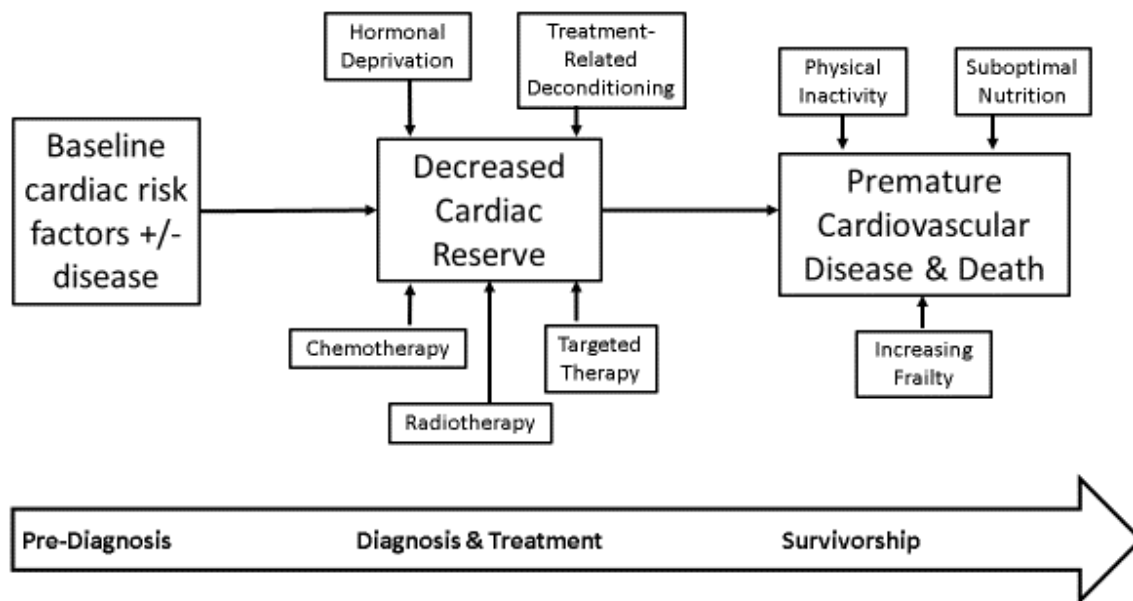 Hormonal
Deprivation
Treatment-
Related
Deconditioning
Physical
Inactivity
Suboptimal
Nutrition
Baseline
cardiac risk
factors +/-
disease
Decreased
Cardiac
Reserve
Premature
Cardiovascular
Disease & Death
Chemotherapy
Targeted
Therapy
Radiotherapy
Increasing
Frailty
Pre-Diagnosis
Diagnosis & Treatment
Survivorship